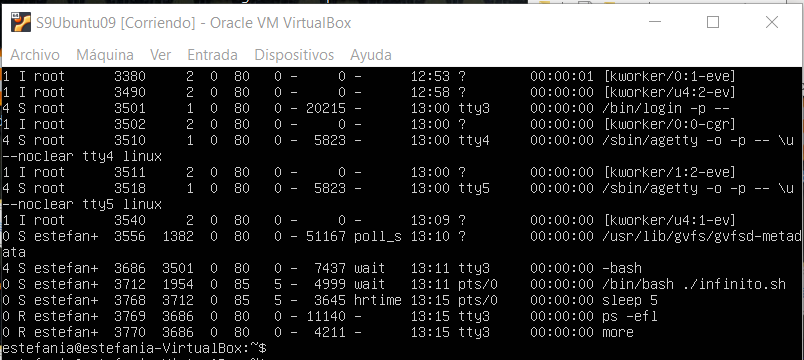 S9Ubuntu09 [Corriendo] - Oracle VM VirtualBox
Archivo Máquina Ver Entrada Dispositivos Ayuda
1 I root 3380 2 0 80 0 - 0 - 12:53 ? 00:00:01 [kworker/0:1-eve]
1 I root 3490 2 0 80 0 - 0 - 12:58 ? 00:00:00 [kworker/u4:2-ev]
4 S root 3501 1 0 80 0 - 20215 - 13:00 tty3 00:00:00 /bin/login -p --
1 I root 3502 2 0 80 0 - 0 - 13:00 ? 00:00:00 [kworker/0:0-cgr]
4 S root 3510 1 0 80 0 - 5823 - 13:00 tty4 00:00:00 /sbin/agetty -o -p -- \u
--noclear tty4 linux
1 I root 3511 2 0 80 0 - 0 - 13:00 ? 00:00:00 [kworker/1:2-eve]
4 S root 3518 1 0 80 0 - 5823 - 13:00 tty5 00:00:00 /sbin/agetty -o -p -- \u
--noclear tty5 linux
1 I root 3540 2 0 80 0 - 0 - 13:09 ? 00:00:00 [kworker/u4:1-ev]
0 S estefan+ 3556 1382 0 80 0 - 51167 poll_s 13:10 ? 00:00:00 /usr/lib/gvfs/gvfsd-metad
ata
4 S estefan+ 3686 3501 0 80 0 - 7437 wait 13:11 tty3 00:00:00 -bash
0 S estefan+ 3712 1954 0 85 5 - 4999 wait 13:11 pts/0 00:00:00 /bin/bash ./infinito.sh
0 S estefan+ 3768 3712 0 85 5 - 3645 hrtime 13:15 pts/0 00:00:00 sleep 5
0 R estefan+ 3769 3686 0 80 0 - 11140 - 13:15 tty3 00:00:00 ps -efl
0 R estefan+ 3770 3686 0 80 0 - 4211 - 13:15 tty3 00:00:00 more
estefania@estefania-VirtualBox:~$